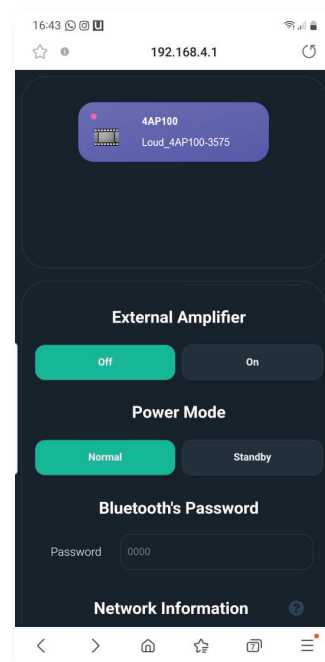 16:43
192.168.4.1
4AP100
Loud_4AP100-3575
External Amplifier
Off On
Power Mode
Normal Standby
Bluetooth's Password
Password 0000
Network Information ?
7